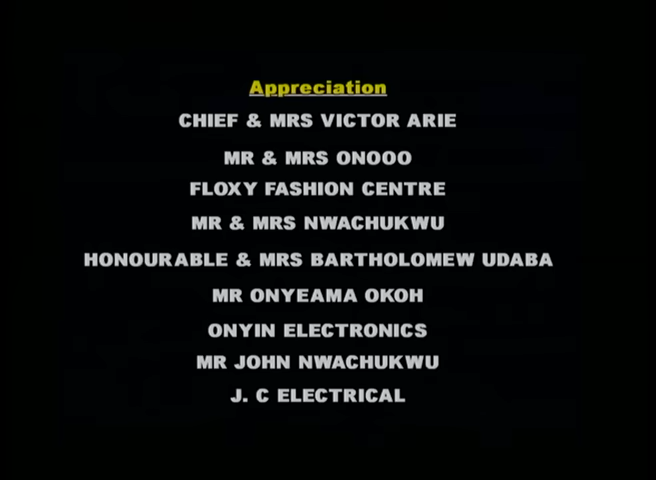 Appreciation
CHIEF & MRS VICTOR ARIE
MR & MRS ONOOO
FLOXY FASHION CENTRE
MR & MRS NWACHUKWU
HONOURABLE & MRS BARTHOLOMEW UDABA
MR ONYEAMA OKOH
ONYIN ELECTRONICS
MR JOHN NWACHUKWU
J. C ELECTRICAL